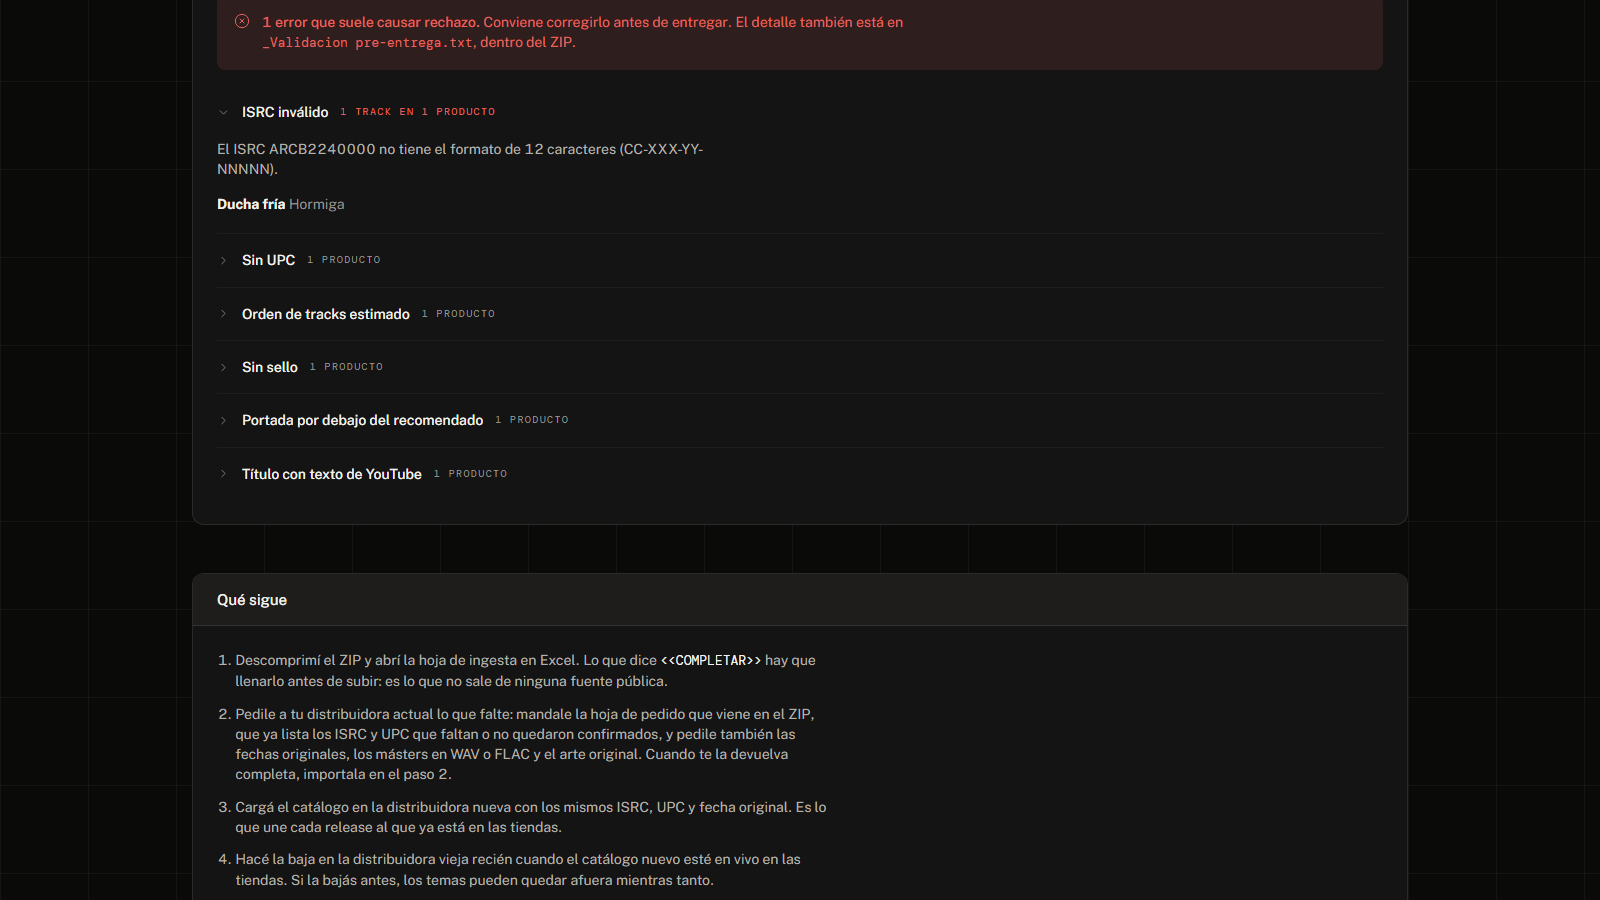 1 error que suele causar rechazo. Conviene corregirlo antes de entregar. El detalle también está en
_Validacion pre-entrega.txt, dentro del ZIP.
ISRC inválido 1 TRACK EN 1 PRODUCTO
El ISRC ARCB2240000 no tiene el formato de 12 caracteres (CC-XXX-YY-
NNNNN).
Ducha fría Hormiga
Sin UPC 1 PRODUCTO
Orden de tracks estimado 1 PRODUCTO
Sin sello 1 PRODUCTO
Portada por debajo del recomendado 1 PRODUCTO
Título con texto de YouTube 1 PRODUCTO
Qué sigue
1. Descomprimí el ZIP y abrí la hoja de ingesta en Excel. Lo que dice <<COMPLETAR>> hay que
llenarlo antes de subir: es lo que no sale de ninguna fuente pública.
2. Pedile a tu distribuidora actual lo que falte: mandale la hoja de pedido que viene en el ZIP,
que ya lista los ISRC y UPC que faltan o no quedaron confirmados, y pedile también las
fechas originales, los másters en WAV o FLAC y el arte original. Cuando te la devuelva
completa, importala en el paso 2.
3. Cargá el catálogo en la distribuidora nueva con los mismos ISRC, UPC y fecha original. Es lo
que une cada release al que ya está en las tiendas.
4. Hacé la baja en la distribuidora vieja recién cuando el catálogo nuevo esté en vivo en las
tiendas. Si la bajás antes, los temas pueden quedar afuera mientras tanto.